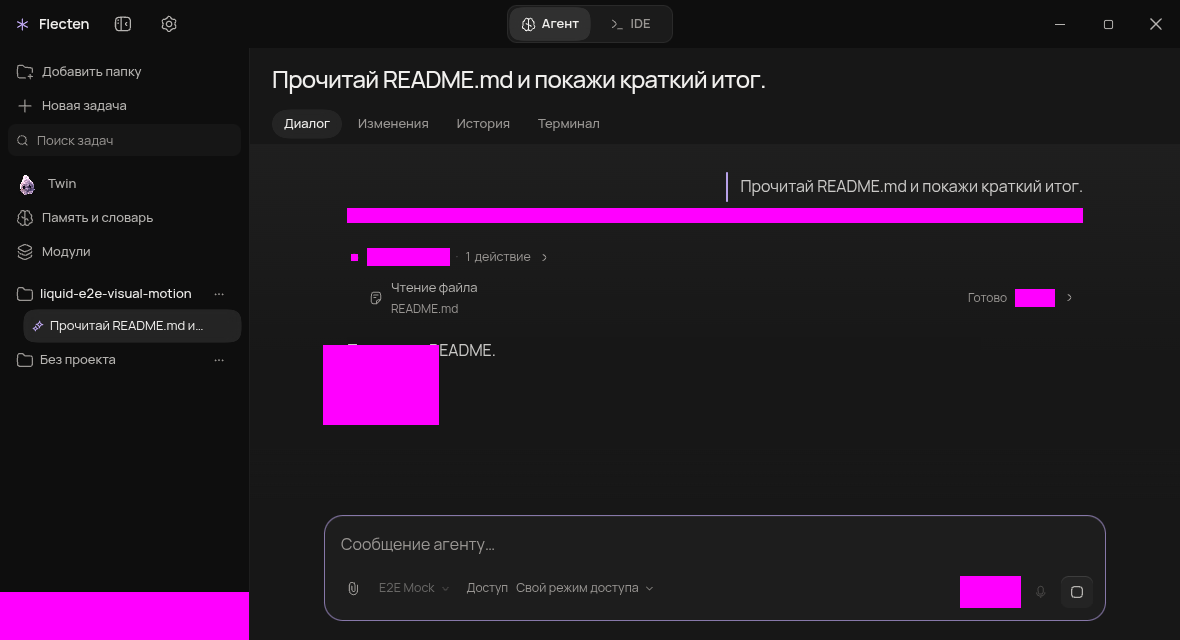 Flecten
Агент
IDE
Добавить папку
Новая задача
Поиск задач
Twin
Память и словарь
Модули
liquid-e2e-visual-motion
Прочитай README.md и...
Без проекта
Прочитай README.md и покажи краткий итог.
Диалог Изменения История Терминал
Прочитай README.md и покажи краткий итог.
· 1 действие
Чтение файла
README.md
Готово
README.
Сообщение агенту...
E2E Mock Доступ Свой режим доступа